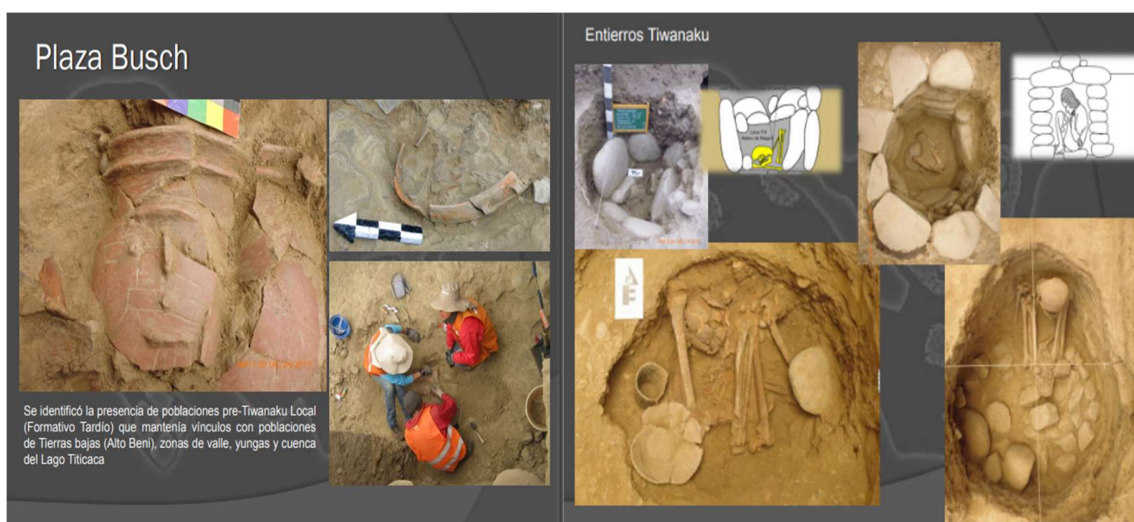 Plaza Busch
Se identificó la presencia de poblaciones pre-Tiwanaku Local
(Formativo Tardío) que mantenía vínculos con poblaciones
de Tierras bajas (Alto Beni), zonas de valle, yungas y cuenca
del Lago Titicaca
Entierros Tiwanaku